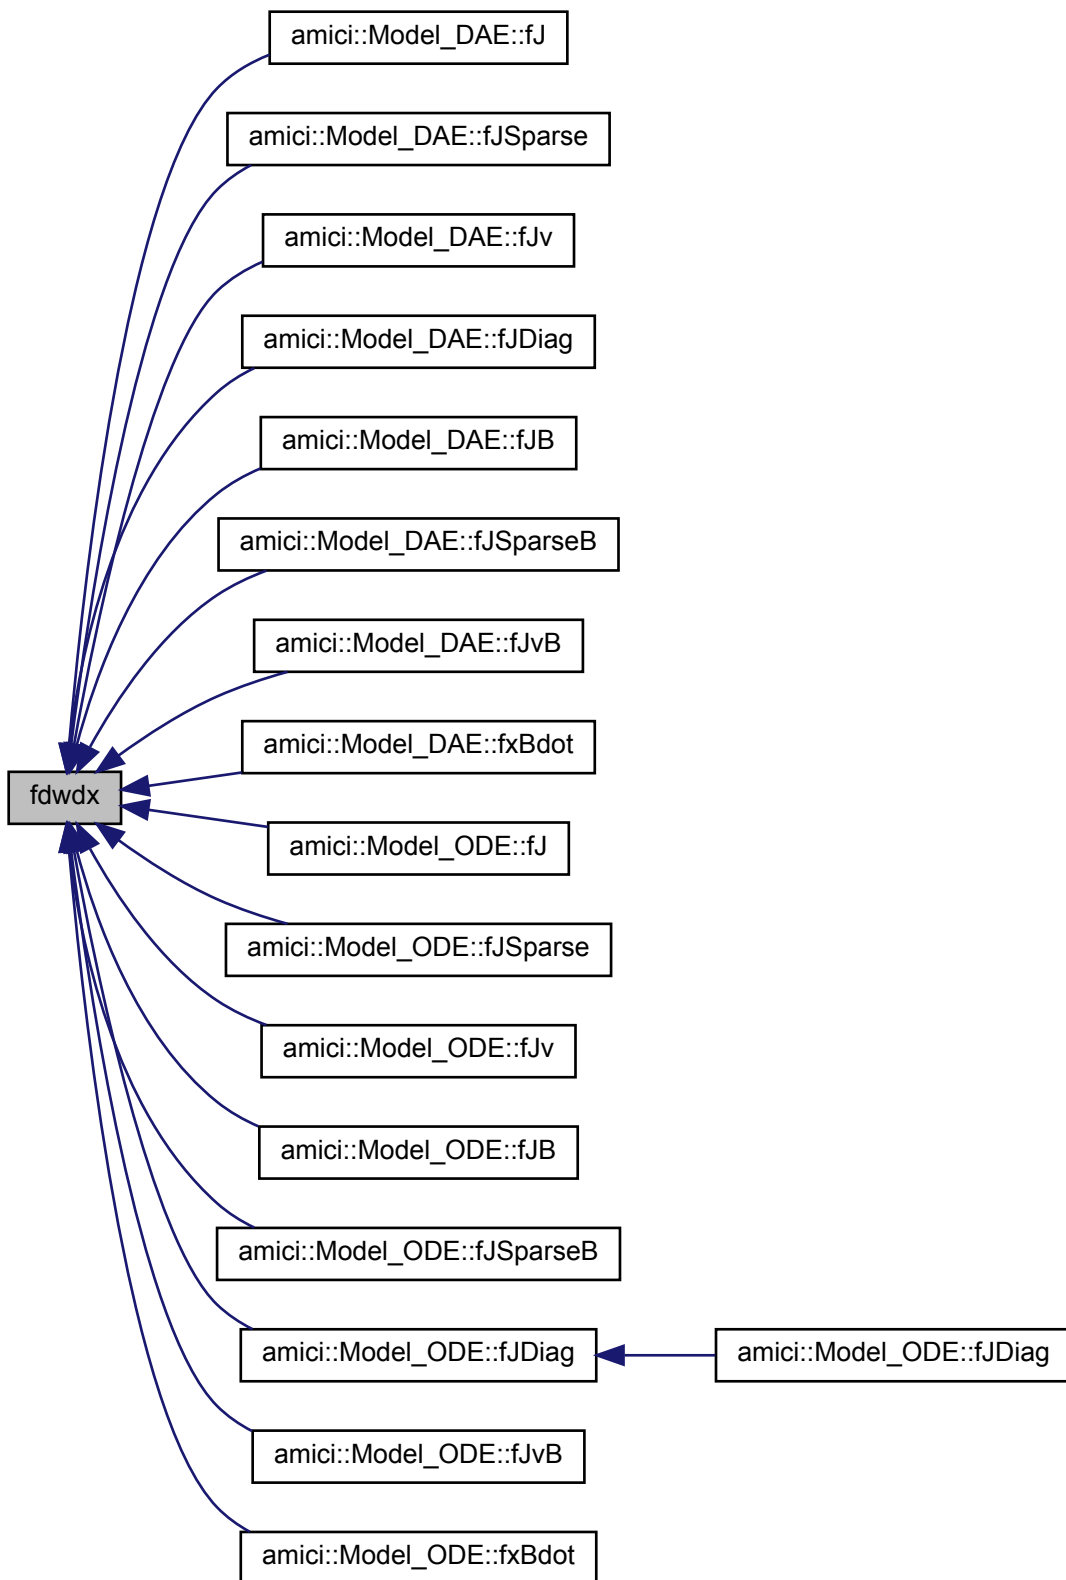 amici::Model_DAE::fJ
amici::Model_DAE::fJSparse
amici::Model_DAE::fJv
amici::Model_DAE::fJDiag
amici::Model_DAE::fJB
amici::Model_DAE::fJSparseB
amici::Model_DAE::fJvB
amici::Model_DAE::fxBdot
fdwdx
amici::Model_ODE::fJ
amici::Model_ODE::fJSparse
amici::Model_ODE::fJv
amici::Model_ODE::fJB
amici::Model_ODE::fJSparseB
amici::Model_ODE::fJDiag
amici::Model_ODE::fJDiag
amici::Model_ODE::fJvB
amici::Model_ODE::fxBdot